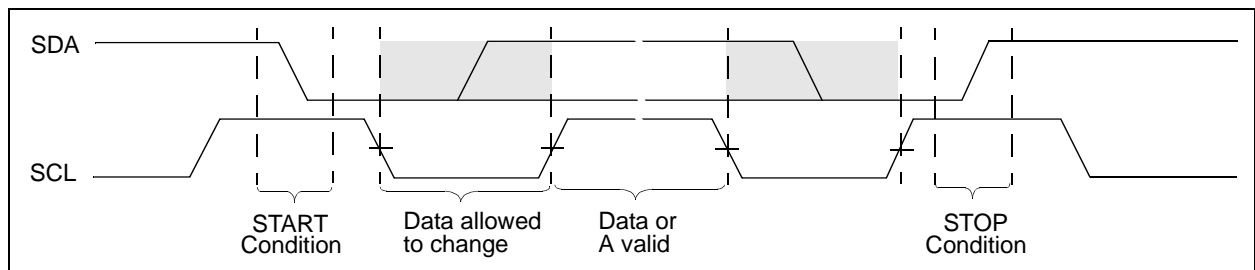 SDA
SCL
START
Condition
Data allowed
to change
Data or
A valid
STOP
Condition